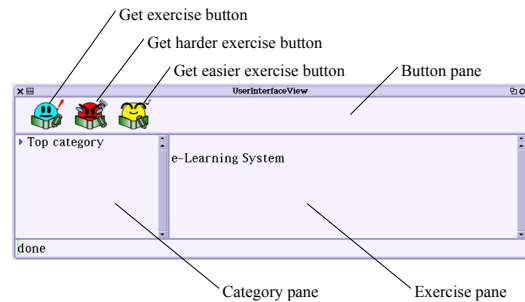 Get exercise button
Get harder exercise button
Get easier exercise button
Button pane
UserInterfaceView
Top category
e-Learning System
done
Category pane
Exercise pane